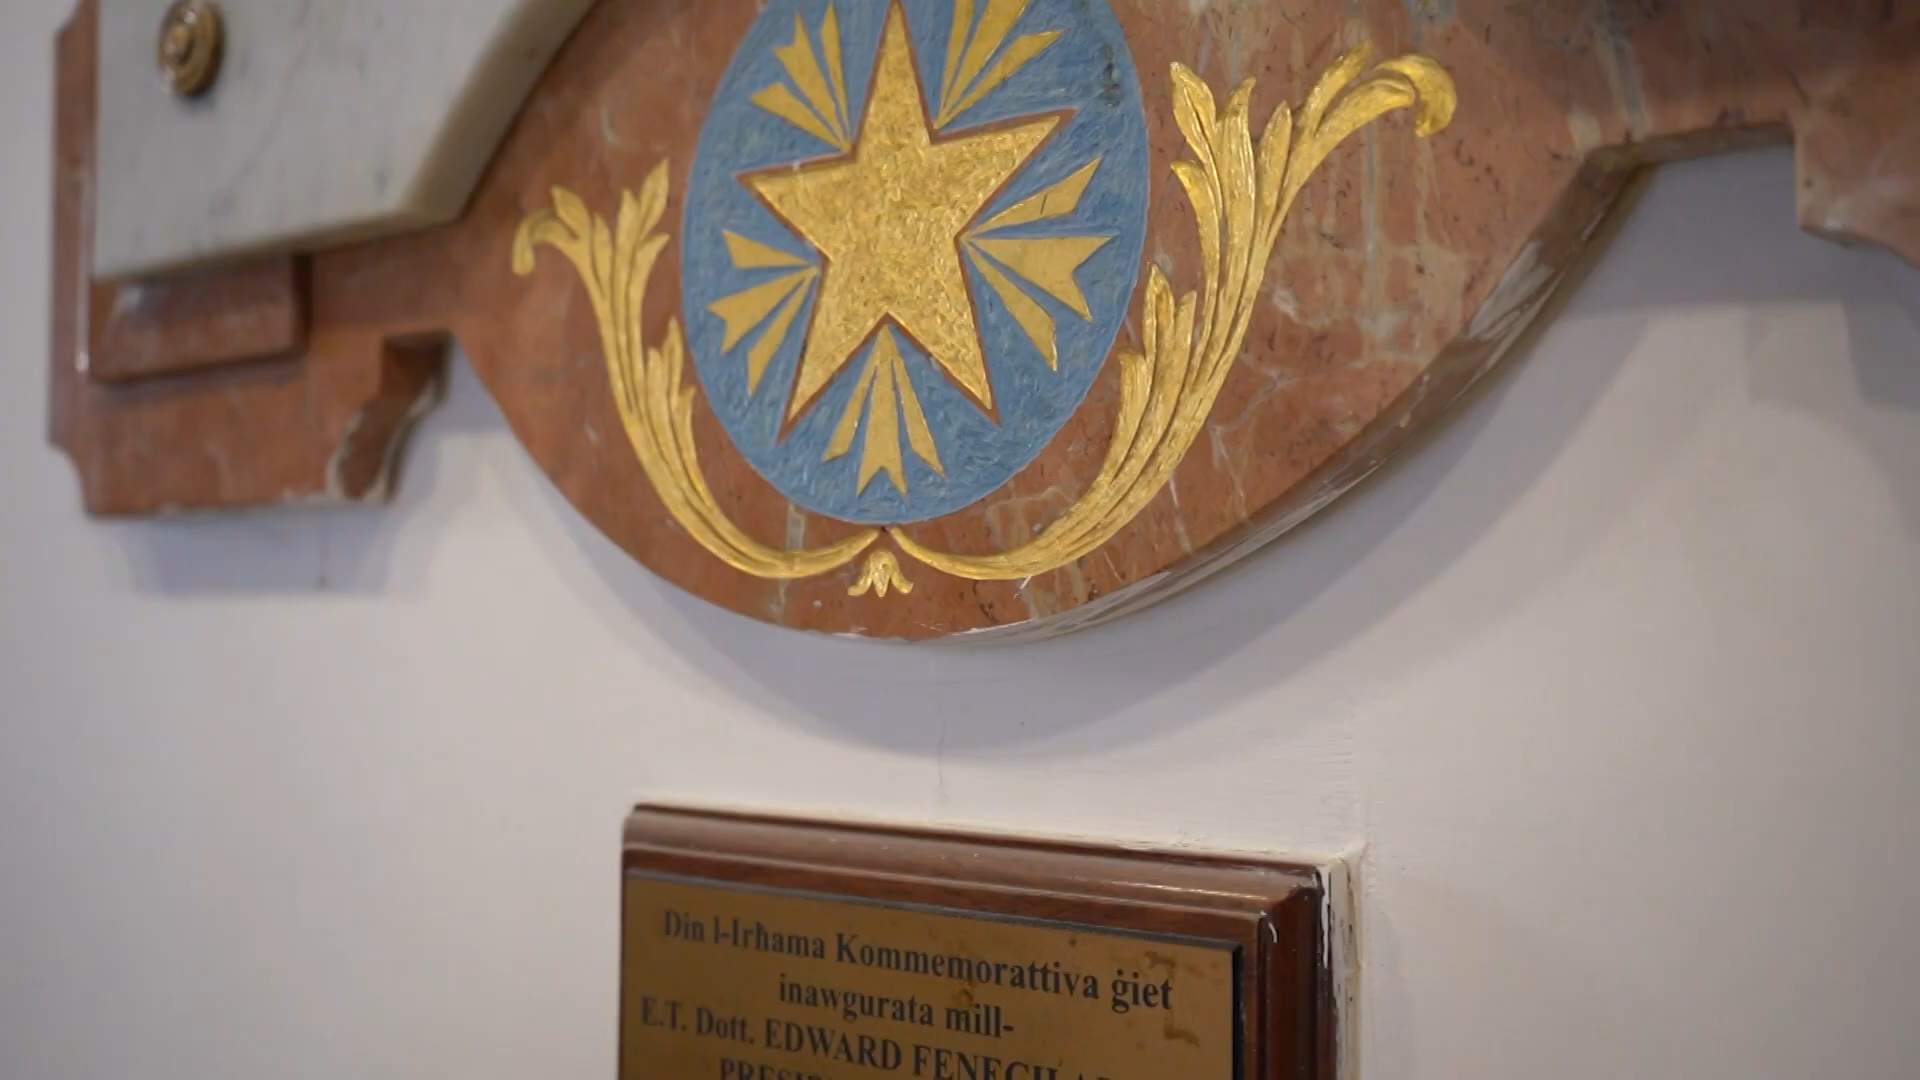 Din l-Irħama Kommemorattiva ġiet
inawgurata mill-
E.T. Dott. EDWARD FENECH